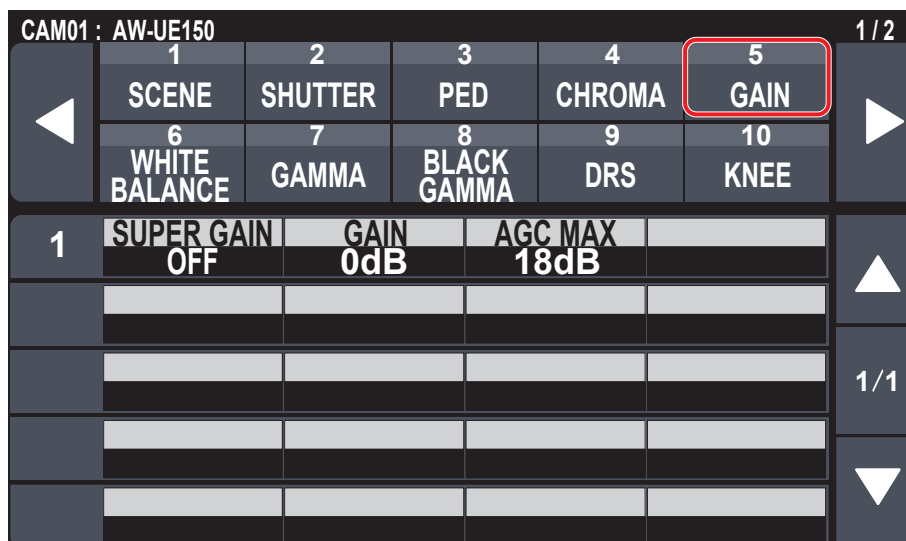 CAM01 : AW-UE150 1 / 2
1 2 3 4 5
SCENE SHUTTER PED CHROMA GAIN
6 7 8 9 10
WHITE BALANCE GAMMA BLACK GAMMA DRS KNEE
1 SUPER GAIN GAIN AGC MAX
OFF 0dB 18dB
1/1